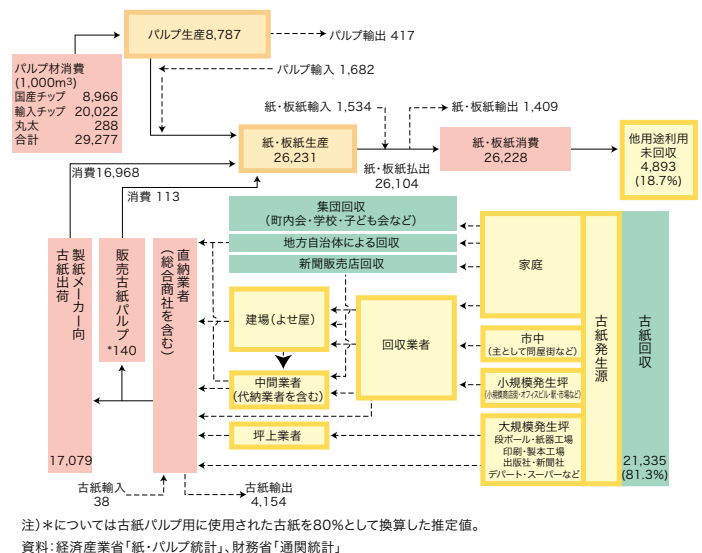 パルプ生産8,787
パルプ輸出 417
パルプ輸入 1,682
パルプ材消費
(1,000m³)
国産チップ 8,966
輸入チップ 20,022
丸太 288
合計 29,277
紙・板紙輸入 1,534
紙・板紙輸出 1,409
紙・板紙生産
26,231
紙・板紙払出
26,104
紙・板紙消費
26,228
他用途利用
未回収
4,893
(18.7%)
消費16,968
消費 113
集団回収
(町内会・学校・子ども会など)
地方自治体による回収
新聞販売店回収
製紙メーカー向
古紙出荷
17,079
販売古紙パルプ
*140
直納業者
(総合商社を含む)
建場(よせ屋)
中間業者
(代納業者を含む)
坪上業者
回収業者
家庭
市中
(主として問屋街など)
小規模発生坪
(小規模商店街・オフィスビル・駅・市場など)
大規模発生坪
段ボール・紙器工場
印刷・製本工場
出版社・新聞社
デパート・スーパーなど
古紙発生源
古紙回収
21,335
(81.3%)
古紙輸入
38
古紙輸出
4,154
注)＊については古紙パルプ用に使用された古紙を80%として換算した推定値。
資料:経済産業省「紙・パルプ統計」、財務省「通関統計」